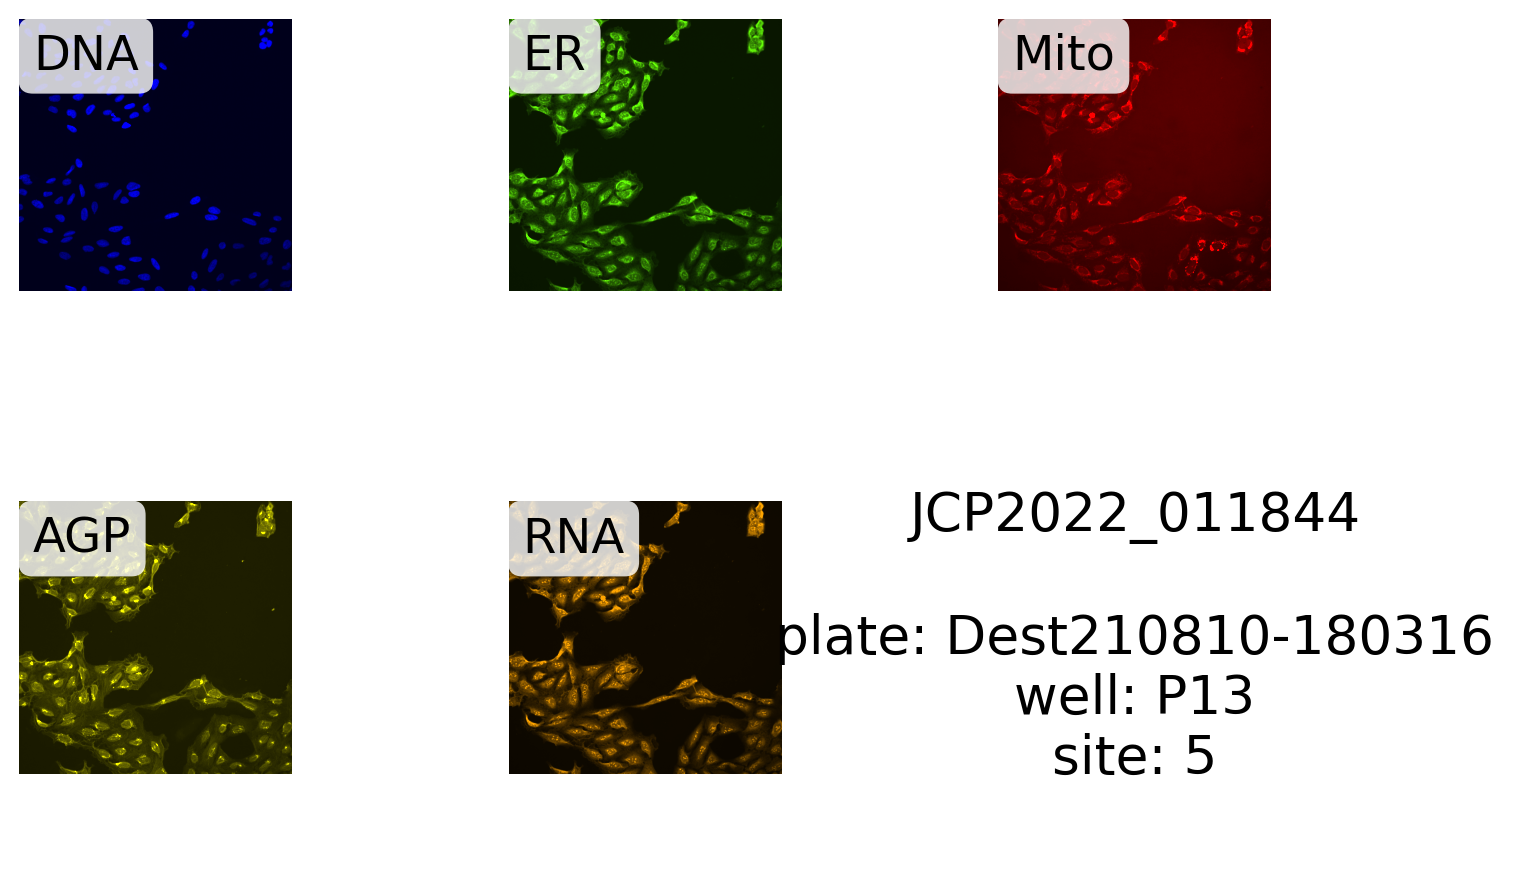 DNA
ER
Mito
AGP
RNA
JCP2022_011844
plate: Dest210810-180316
well: P13
site: 5